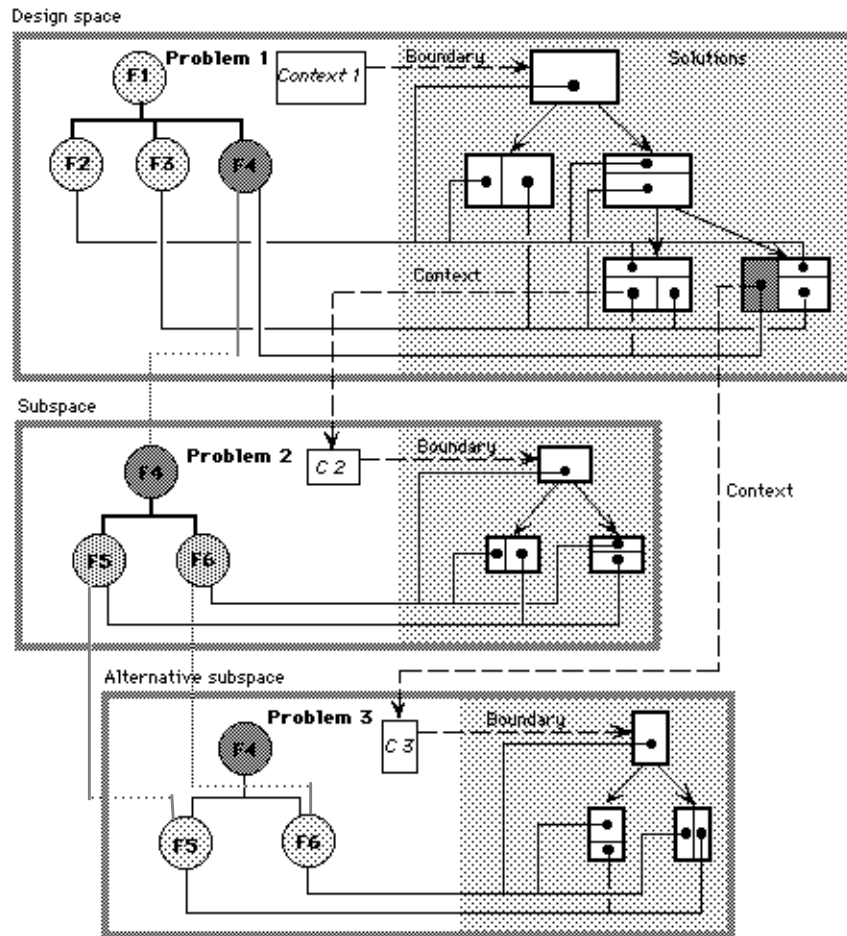 Design space
Problem 1
Context 1
Boundary
Solutions
F1
F2
F3
F4
Context
Subspace
Problem 2
C 2
Boundary
F4
F5
F6
Context
Alternative subspace
Problem 3
C 3
Boundary
F4
F5
F6